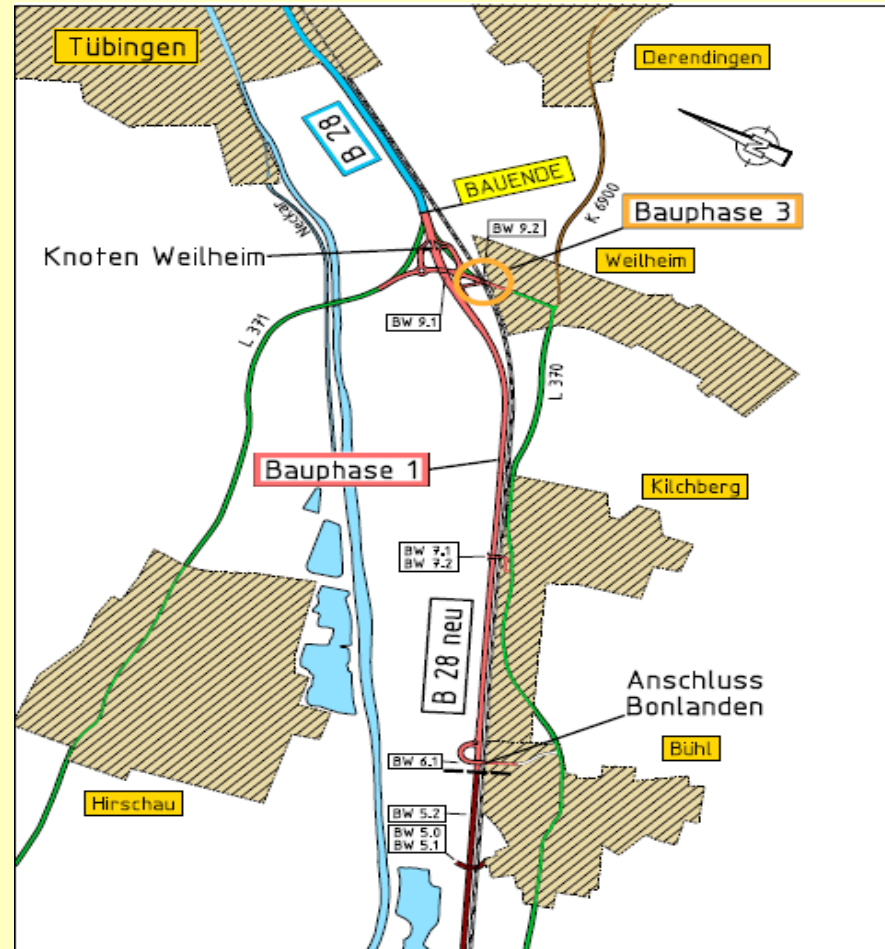 Tübingen
Derendingen
B 28
N
BAUENDE
K 6900
Neckar
BW 9.2
Bauphase 3
Knoten Weilheim
Weilheim
BW 9.1
L 371
L 370
Bauphase 1
Kilchberg
BW 7.1
BW 7.2
B 28 neu
Anschluss
Bonlanden
Bühl
BW 6.1
Hirschau
BW 5.2
BW 5.0
BW 5.1